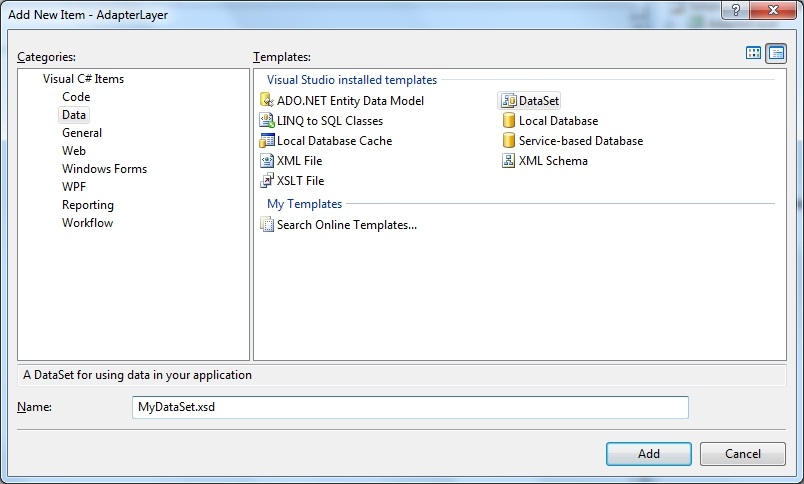 Add New Item - AdapterLayer
Categories:
Templates:
Visual C# Items
Code
Data
General
Web
Windows Forms
WPF
Reporting
Workflow
Visual Studio installed templates
ADO.NET Entity Data Model
DataSet
LINQ to SQL Classes
Local Database
Local Database Cache
Service-based Database
XML File
XML Schema
XSLT File
My Templates
Search Online Templates...
A DataSet for using data in your application
Name:
MyDataSet.xsd
Add
Cancel